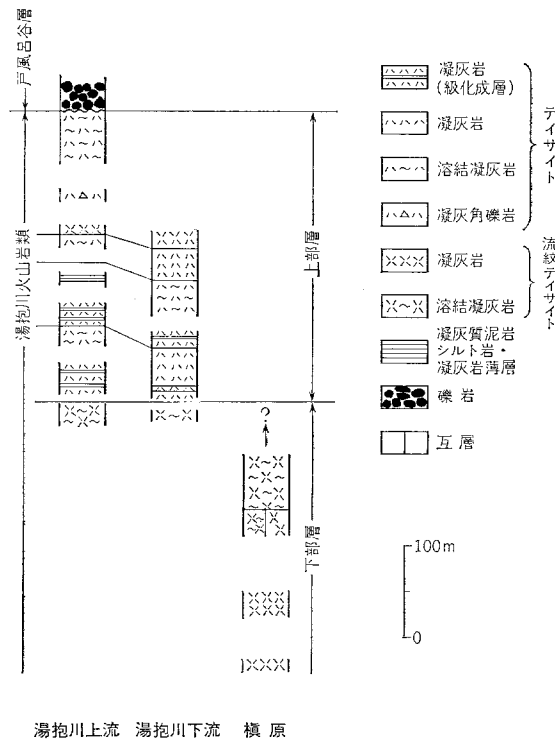 戸風呂谷層
湯抱川火山岩類
上部層
下部層
?
湯抱川上流
湯抱川下流
槇原
凝灰岩
(級化成層)
凝灰岩
溶結凝灰岩
凝灰角礫岩
デイサイト
凝灰岩
溶結凝灰岩
流紋デイサイト
凝灰質泥岩
シルト岩・
凝灰岩薄層
礫岩
互層
100m
0